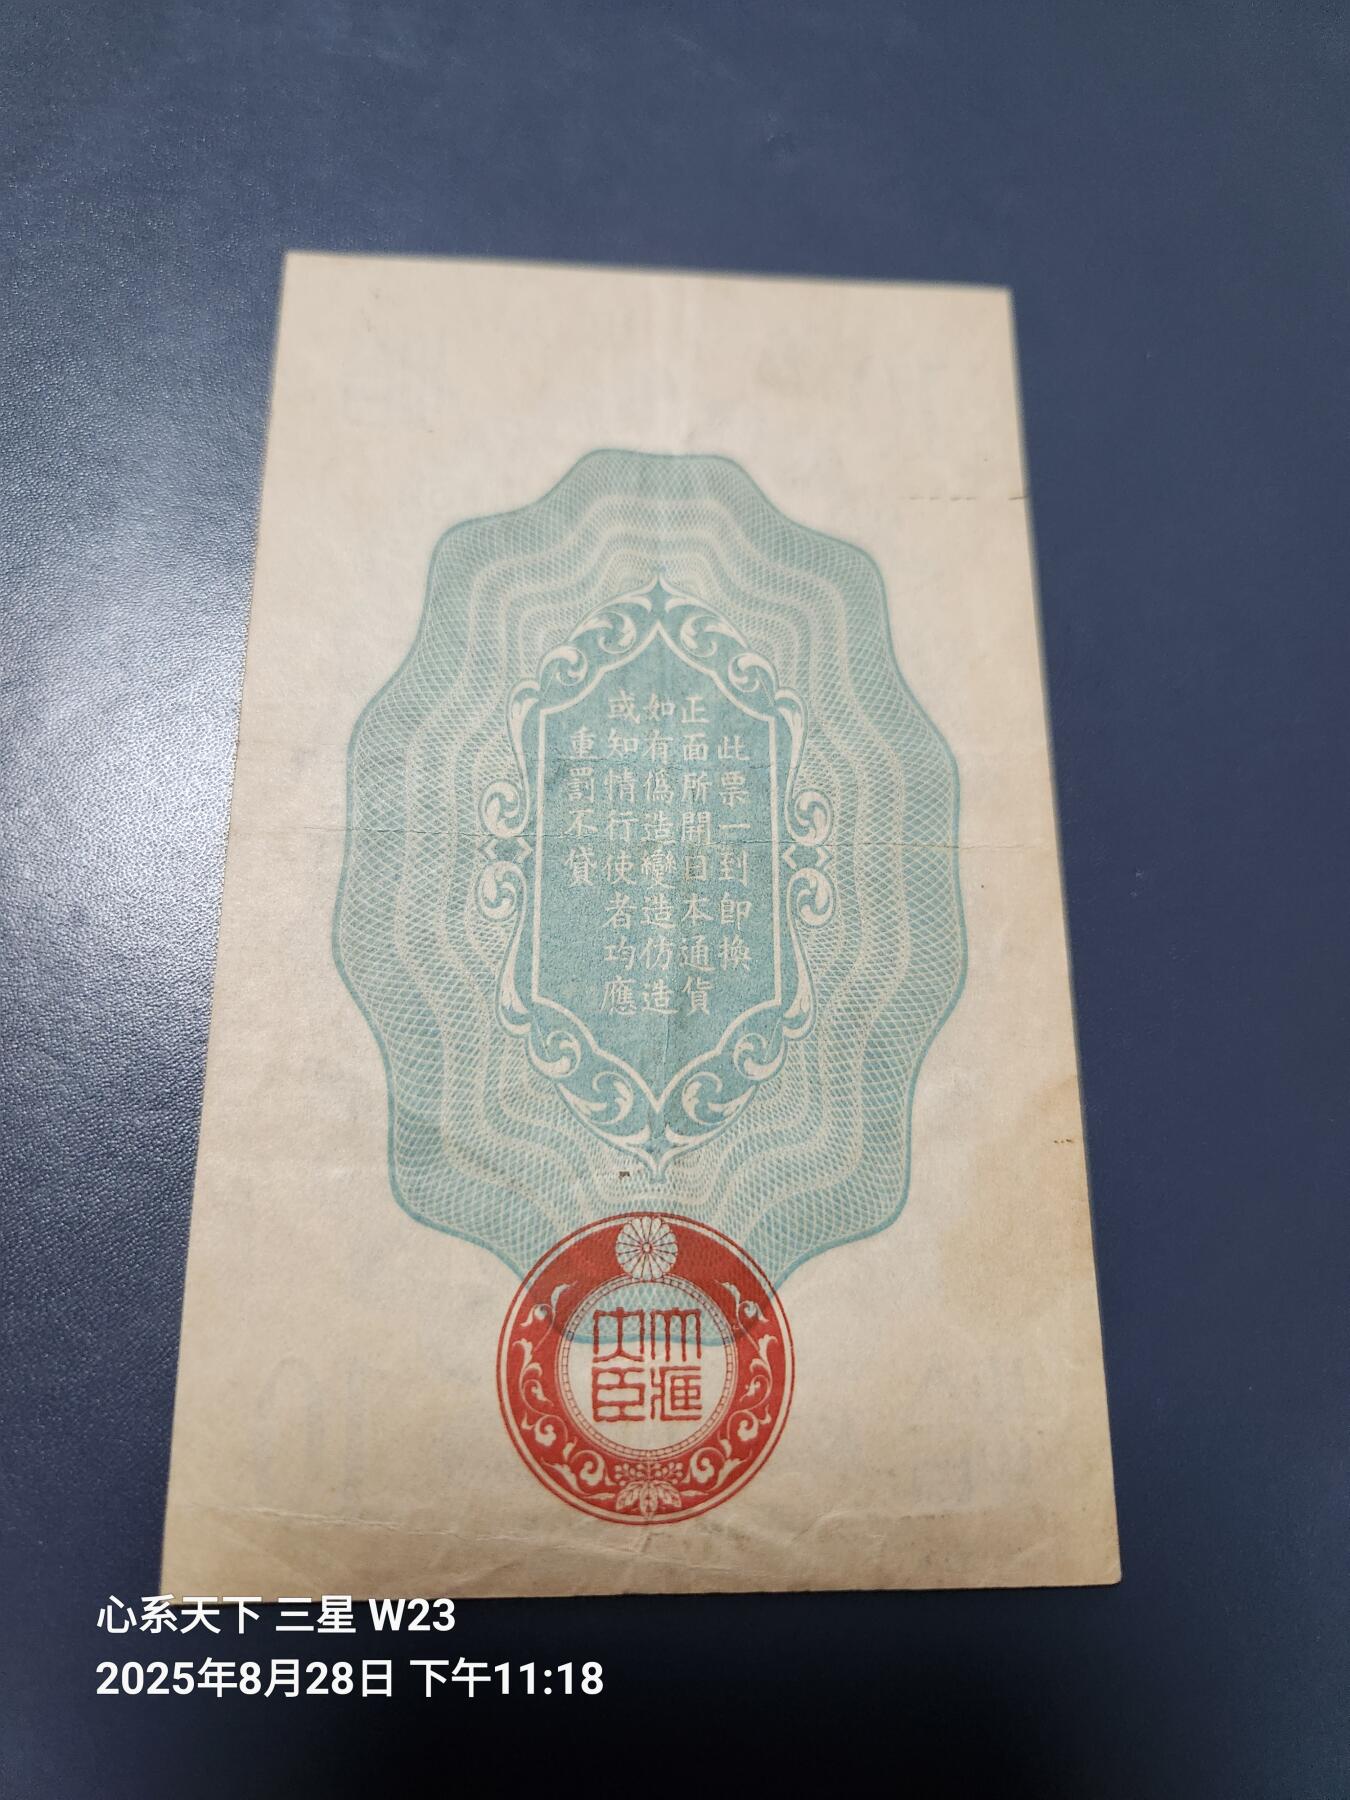 此票一到即換
正面所開日本通貨
如有偽造變造仿造
或知情行使者均應
重罰不貸
大藏
大臣
心系天下 三星 W23
2025年8月28日 下午11:18